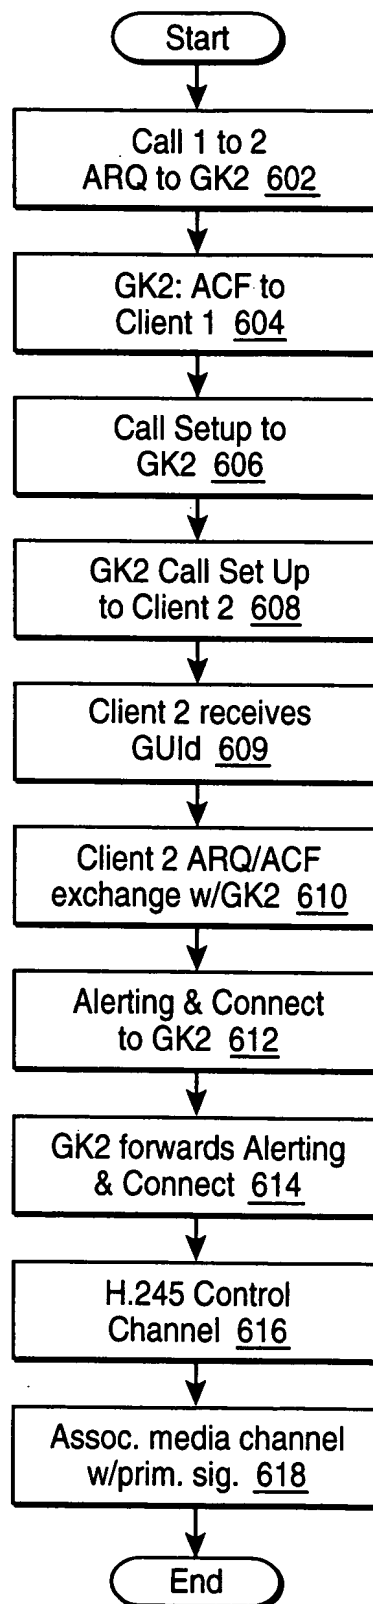 Start
Call 1 to 2
ARQ to GK2 602
GK2: ACF to
Client 1 604
Call Setup to
GK2 606
GK2 Call Set Up
to Client 2 608
Client 2 receives
GUId 609
Client 2 ARQ/ACF
exchange w/GK2 610
Alerting & Connect
to GK2 612
GK2 forwards Alerting
& Connect 614
H.245 Control
Channel 616
Assoc. media channel
w/prim. sig. 618
End